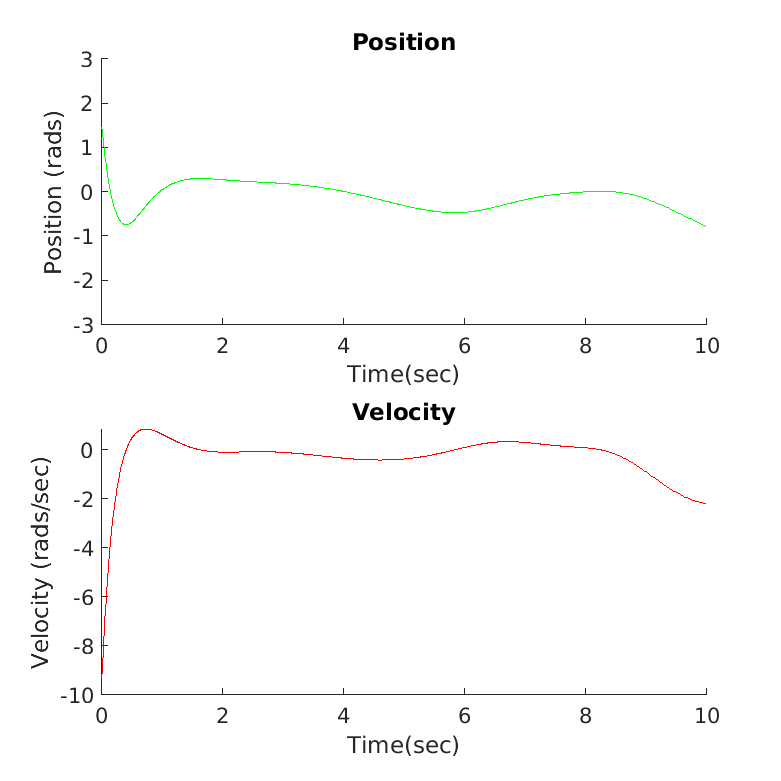 Position
3
2
1
0
-1
-2
-3
Position (rads)
0 2 4 6 8 10
Time(sec)
Velocity
0
-2
-4
-6
-8
-10
Velocity (rads/sec)
0 2 4 6 8 10
Time(sec)